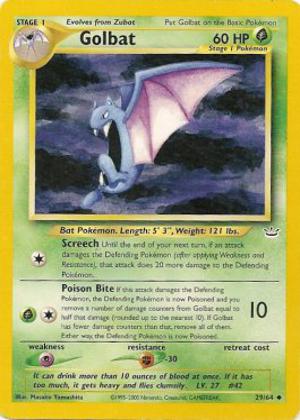 STAGE 1 Evolves from Zubat Put Golbat on the Basic Pokémon
Golbat 60 HP
Stage 1 Pokémon
Bat Pokémon. Length: 5' 3", Weight: 121 lbs.
Screech Until the end of your next turn, if an attack
damages the Defending Pokémon (after applying Weakness and
Resistance), that attack does 20 more damage to the Defending
Pokémon.
Poison Bite If this attack damages the Defending
Pokémon, the Defending Pokémon is now Poisoned and you
remove a number of damage counters from Golbat equal to
half that damage (rounded up to the nearest 10). If Golbat
has fewer damage counters than that, remove all of them.
Either way, the Defending Pokémon is now Poisoned.
10
weakness resistance retreat cost
-30
It can drink more than 10 ounces of blood at once. If it has
too much, it gets heavy and flies clumsily. LV. 27 #42
Illus. Masako Yamashita ©1995-2000 Nintendo, Creatures, GAMEFREAK. 29/64